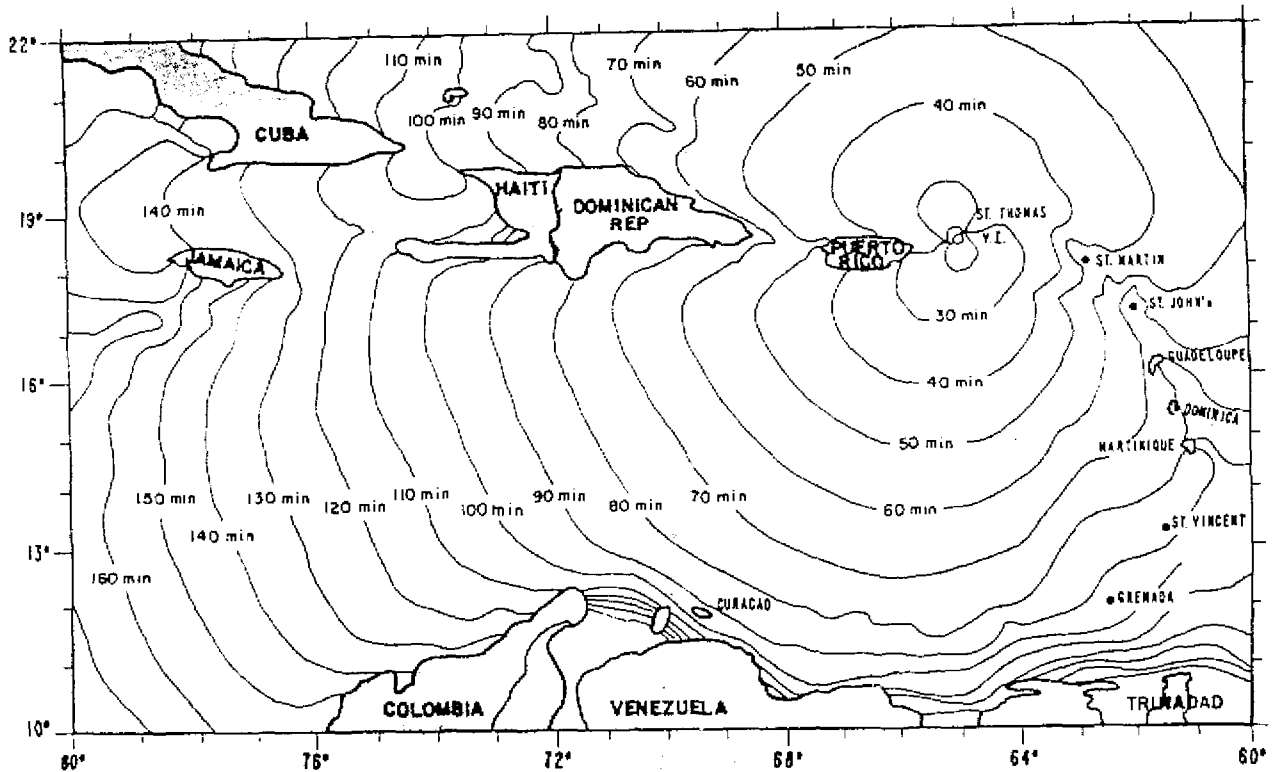 22°
110 min
70 min
60 min
50 min
100 min
90 min
80 min
40 min
CUBA
HAITI
DOMINICAN
REP
19°
140 min
ST. THOMAS
V.I.
JAMAICA
PUERTO
RICO
ST. MARTIN
ST. JOHN's
30 min
GUADELOUPE
16°
40 min
DOMINICA
50 min
MARTINIQUE
150 min
130 min
120 min
110 min
100 min
90 min
80 min
70 min
60 min
140 min
ST. VINCENT
13°
160 min
CURACAO
GRENADA
COLOMBIA
VENEZUELA
TRINADAD
10°
80°
76°
72°
68°
64°
60°